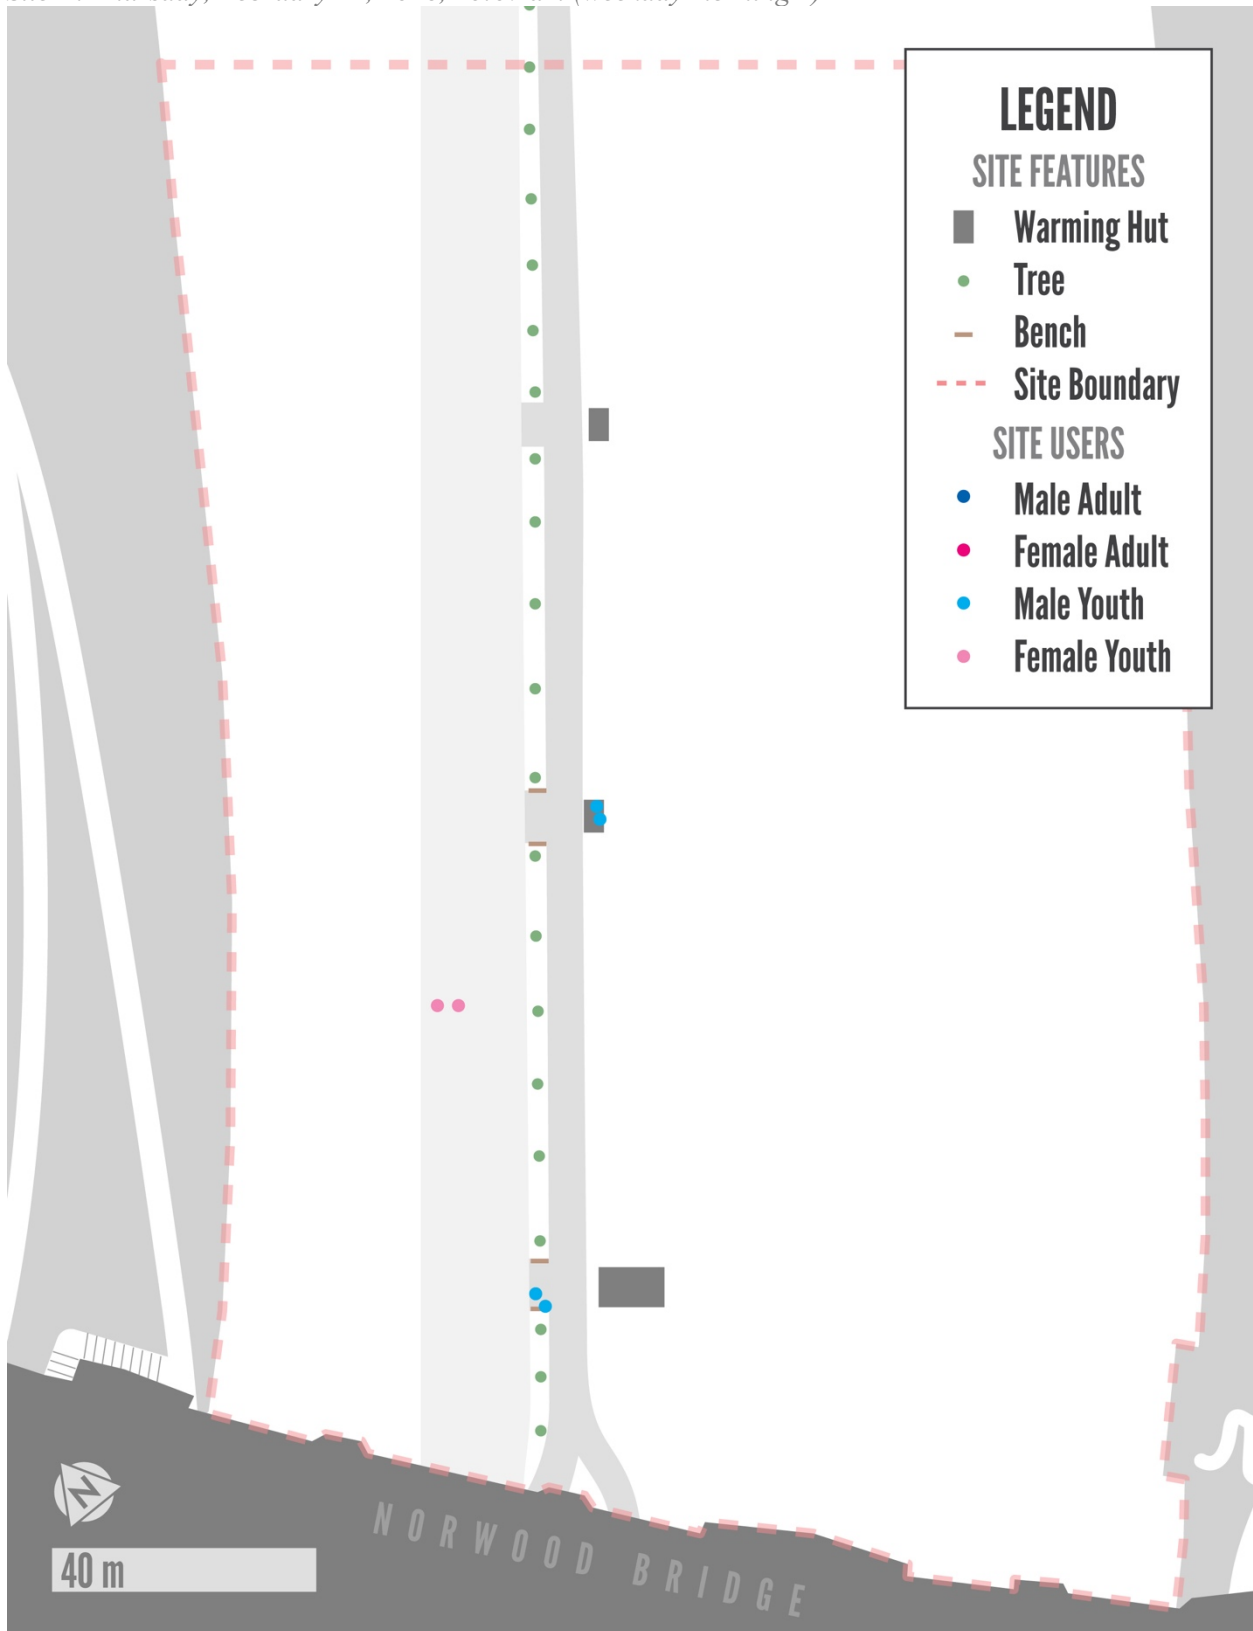 LEGEND
SITE FEATURES
Warming Hut
Tree
Bench
Site Boundary
SITE USERS
Male Adult
Female Adult
Male Youth
Female Youth
NORWOOD BRIDGE
N
40 m